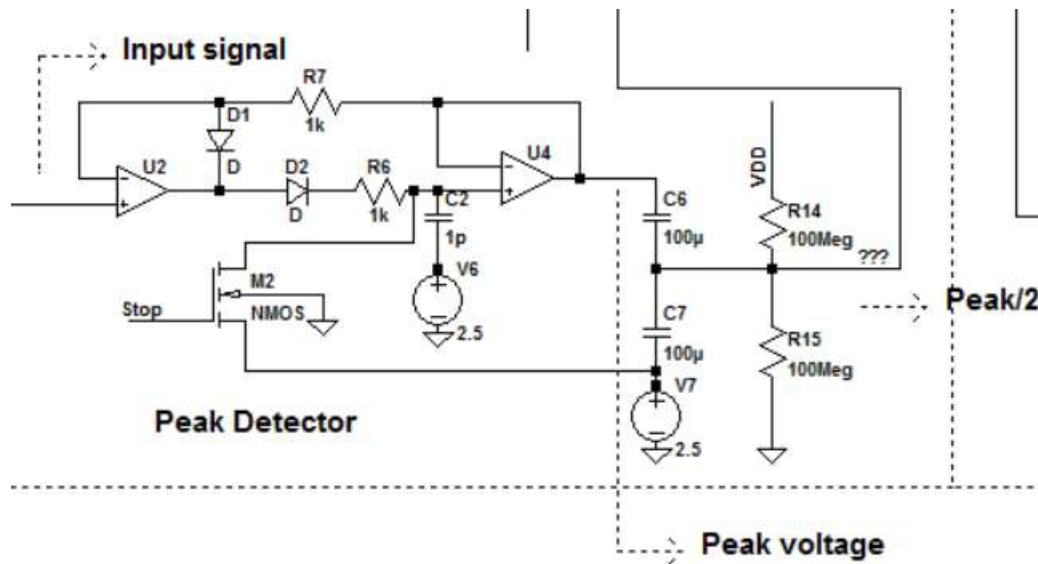 Input signal
R7
1k
D1
D
U2
D2
D
R6
1k
U4
C2
1p
V6
2.5
M2
NMOS
Stop
C6
100µ
C7
100µ
V7
2.5
VDD
R14
100Meg
???
R15
100Meg
Peak/2
Peak Detector
Peak voltage